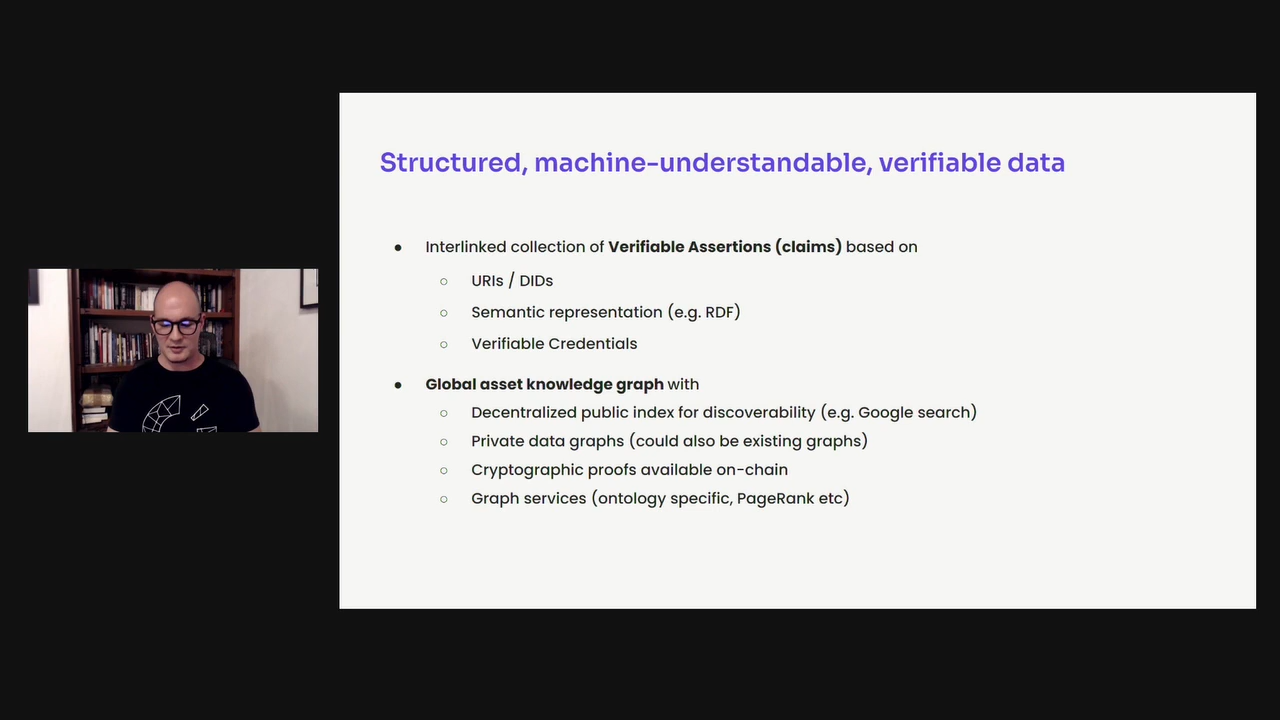 Structured, machine-understandable, verifiable data
● Interlinked collection of Verifiable Assertions (claims) based on
○ URIs / DIDs
○ Semantic representation (e.g. RDF)
○ Verifiable Credentials
● Global asset knowledge graph with
○ Decentralized public index for discoverability (e.g. Google search)
○ Private data graphs (could also be existing graphs)
○ Cryptographic proofs available on-chain
○ Graph services (ontology specific, PageRank etc)